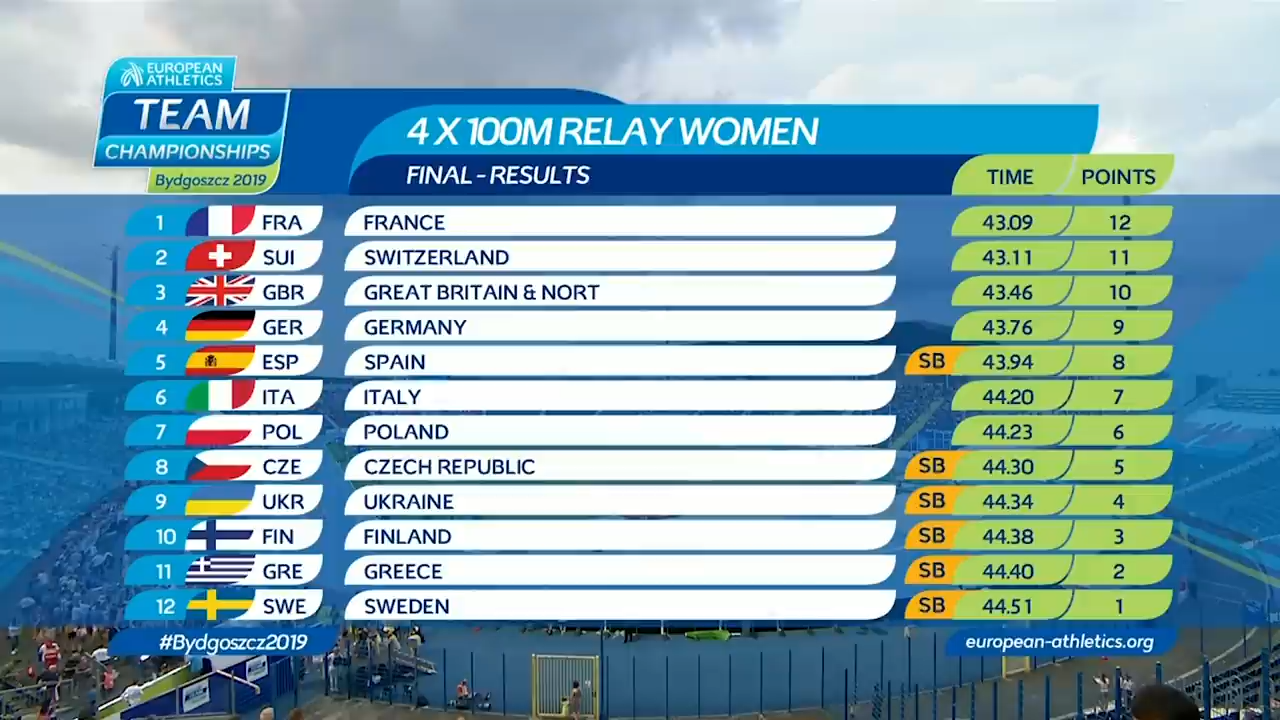 EUROPEAN
ATHLETICS
TEAM
CHAMPIONSHIPS
Bydgoszcz 2019
4 X 100M RELAY WOMEN
FINAL - RESULTS TIME POINTS
1 FRA FRANCE 43.09 12
2 SUI SWITZERLAND 43.11 11
3 GBR GREAT BRITAIN & NORT 43.46 10
4 GER GERMANY 43.76 9
5 ESP SPAIN SB 43.94 8
6 ITA ITALY 44.20 7
7 POL POLAND 44.23 6
8 CZE CZECH REPUBLIC SB 44.30 5
9 UKR UKRAINE SB 44.34 4
10 FIN FINLAND SB 44.38 3
11 GRE GREECE SB 44.40 2
12 SWE SWEDEN SB 44.51 1
#Bydgoszcz2019 european-athletics.org